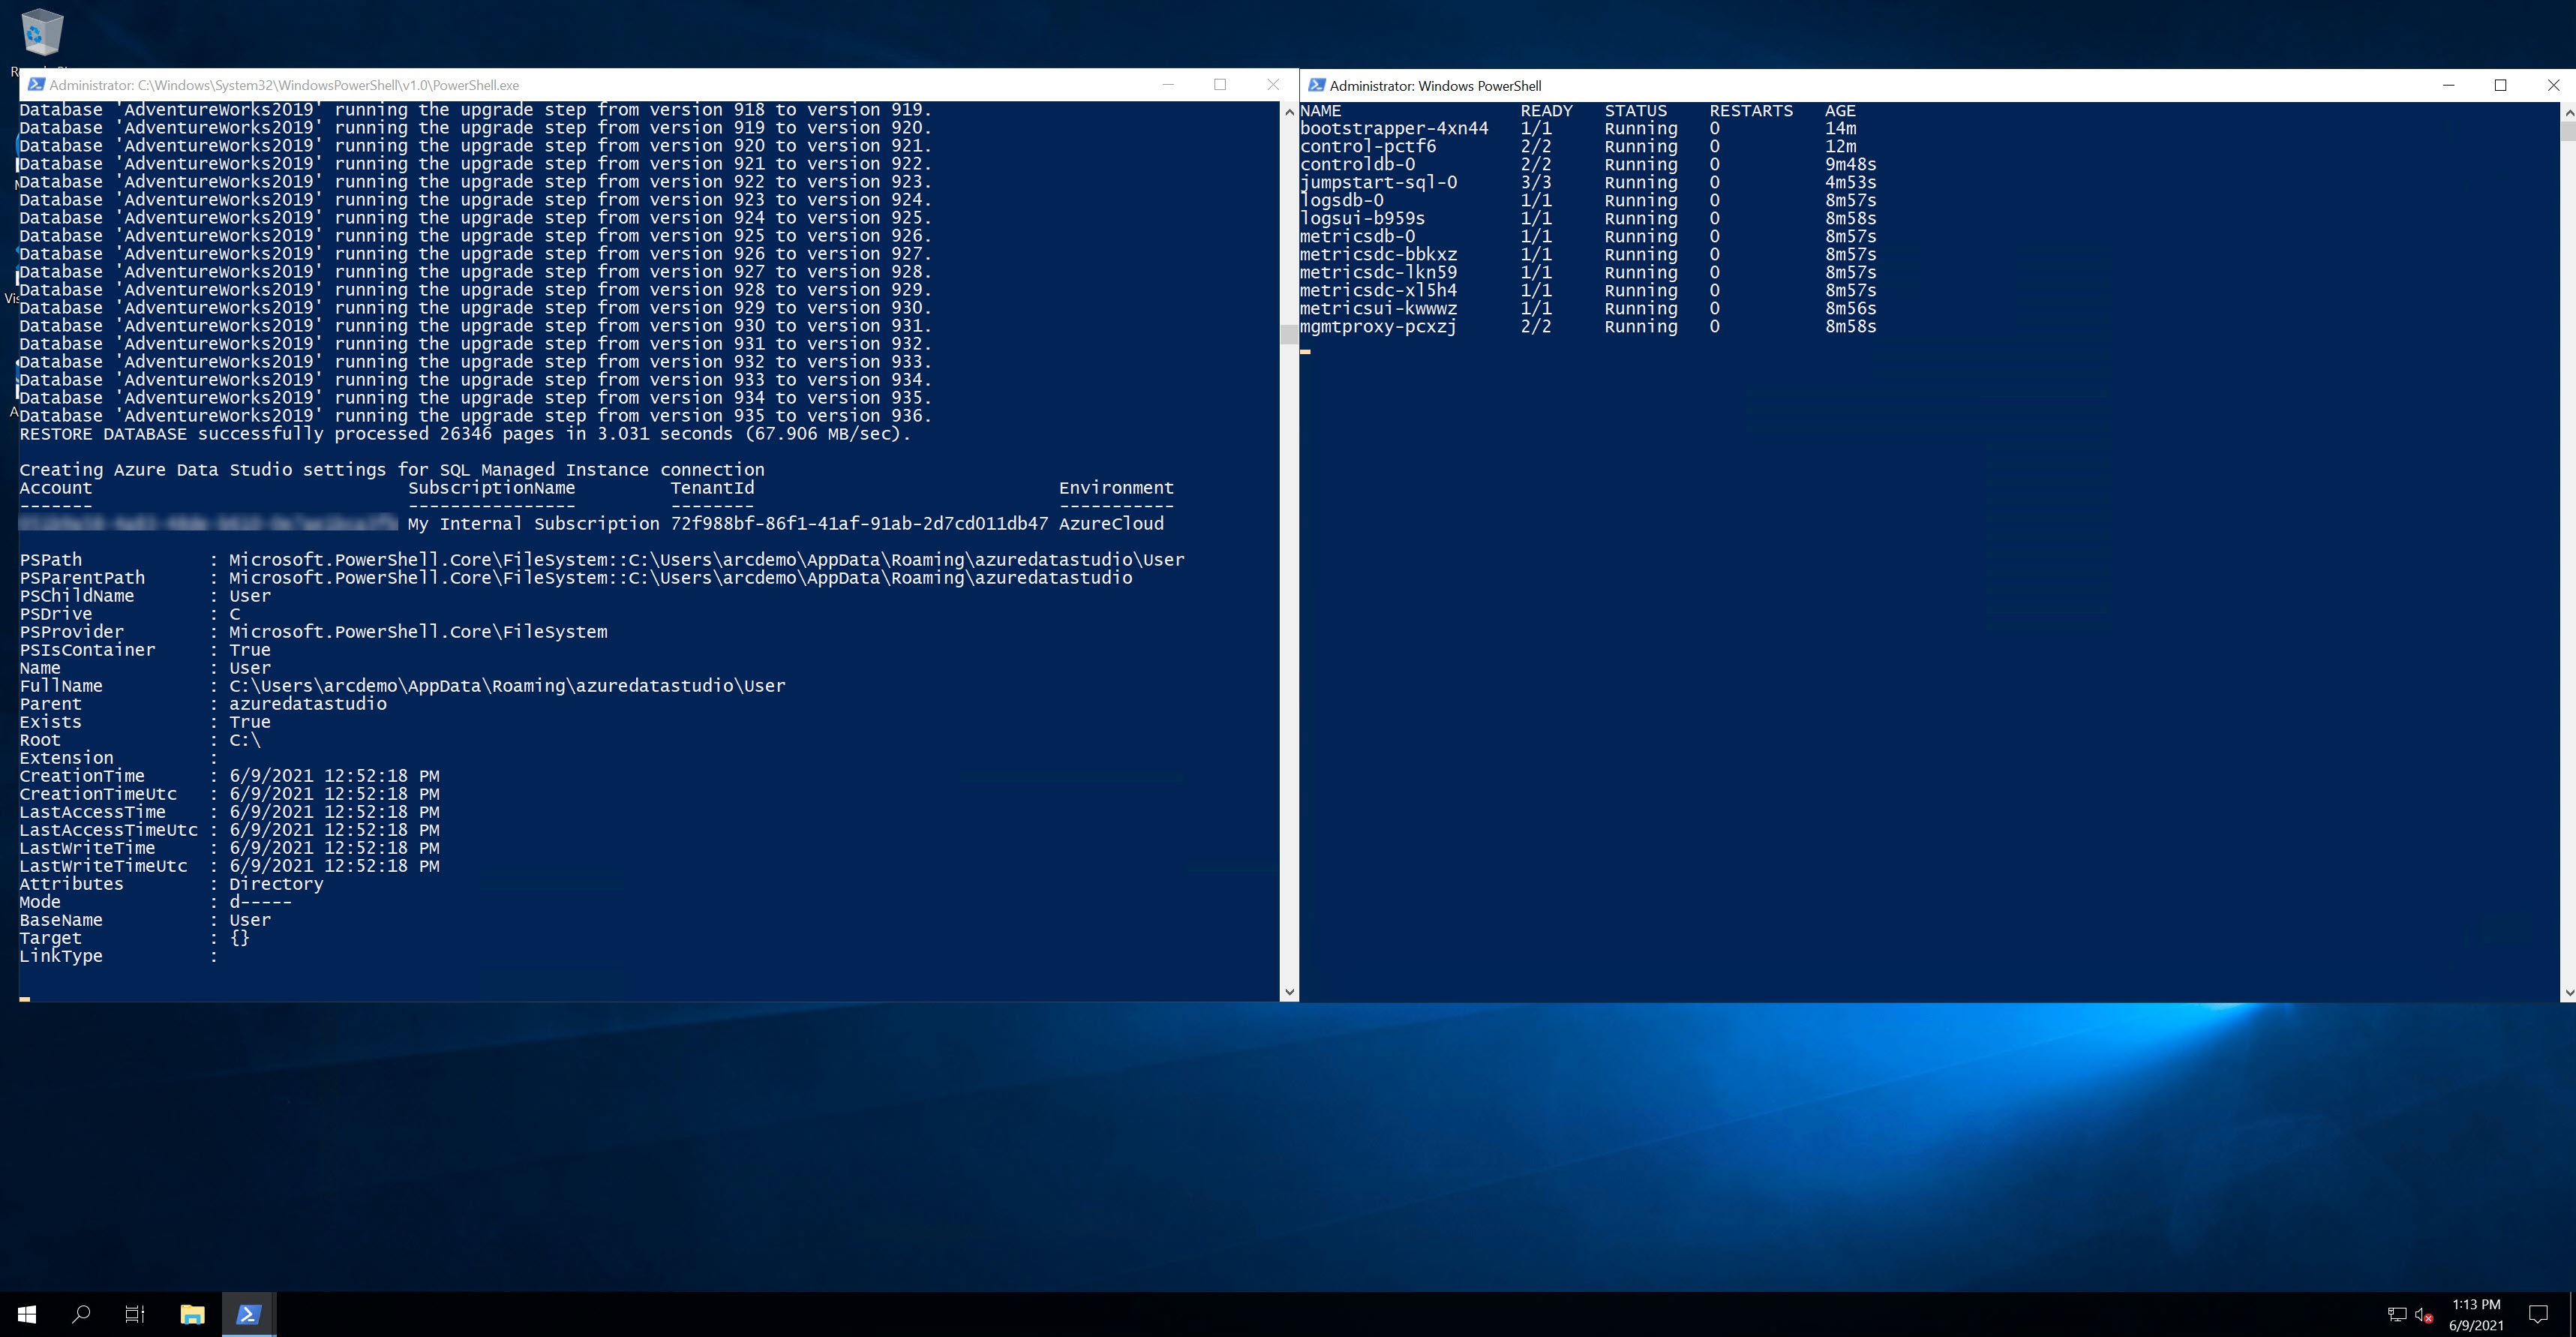 Administrator: C:\Windows\System32\WindowsPowerShell\v1.0\PowerShell.exe
Database 'AdventureWorks2019' running the upgrade step from version 918 to version 919.
Database 'AdventureWorks2019' running the upgrade step from version 919 to version 920.
Database 'AdventureWorks2019' running the upgrade step from version 920 to version 921.
Database 'AdventureWorks2019' running the upgrade step from version 921 to version 922.
Database 'AdventureWorks2019' running the upgrade step from version 922 to version 923.
Database 'AdventureWorks2019' running the upgrade step from version 923 to version 924.
Database 'AdventureWorks2019' running the upgrade step from version 924 to version 925.
Database 'AdventureWorks2019' running the upgrade step from version 925 to version 926.
Database 'AdventureWorks2019' running the upgrade step from version 926 to version 927.
Database 'AdventureWorks2019' running the upgrade step from version 927 to version 928.
Database 'AdventureWorks2019' running the upgrade step from version 928 to version 929.
Database 'AdventureWorks2019' running the upgrade step from version 929 to version 930.
Database 'AdventureWorks2019' running the upgrade step from version 930 to version 931.
Database 'AdventureWorks2019' running the upgrade step from version 931 to version 932.
Database 'AdventureWorks2019' running the upgrade step from version 932 to version 933.
Database 'AdventureWorks2019' running the upgrade step from version 933 to version 934.
Database 'AdventureWorks2019' running the upgrade step from version 934 to version 935.
Database 'AdventureWorks2019' running the upgrade step from version 935 to version 936.
RESTORE DATABASE successfully processed 26346 pages in 3.031 seconds (67.906 MB/sec).
Creating Azure Data Studio settings for SQL Managed Instance connection
Account SubscriptionName TenantId Environment
------- ---------------- -------- -----------
My Internal Subscription 72f988bf-86f1-41af-91ab-2d7cd011db47 AzureCloud
PSPath : Microsoft.PowerShell.Core\FileSystem::C:\Users\arcdemo\AppData\Roaming\azuredatastudio\User
PSParentPath : Microsoft.PowerShell.Core\FileSystem::C:\Users\arcdemo\AppData\Roaming\azuredatastudio
PSChildName : User
PSDrive : C
PSProvider : Microsoft.PowerShell.Core\FileSystem
PSIsContainer : True
Name : User
FullName : C:\Users\arcdemo\AppData\Roaming\azuredatastudio\User
Parent : azuredatastudio
Exists : True
Root : C:\
Extension :
CreationTime : 6/9/2021 12:52:18 PM
CreationTimeUtc : 6/9/2021 12:52:18 PM
LastAccessTime : 6/9/2021 12:52:18 PM
LastAccessTimeUtc : 6/9/2021 12:52:18 PM
LastWriteTime : 6/9/2021 12:52:18 PM
LastWriteTimeUtc : 6/9/2021 12:52:18 PM
Attributes : Directory
Mode : d-----
BaseName : User
Target : {}
LinkType :
Administrator: Windows PowerShell
NAME READY STATUS RESTARTS AGE
bootstrapper-4xn44 1/1 Running 0 14m
control-pctf6 2/2 Running 0 12m
controldb-0 2/2 Running 0 9m48s
jumpstart-sql-0 3/3 Running 0 4m53s
logsdb-0 1/1 Running 0 8m57s
logsui-b959s 1/1 Running 0 8m58s
metricsdb-0 1/1 Running 0 8m57s
metricsdc-bbkxz 1/1 Running 0 8m57s
metricsdc-lkn59 1/1 Running 0 8m57s
metricsdc-xl5h4 1/1 Running 0 8m57s
metricsui-kwwwz 1/1 Running 0 8m56s
mgmtproxy-pcxzj 2/2 Running 0 8m58s
1:13 PM
6/9/2021